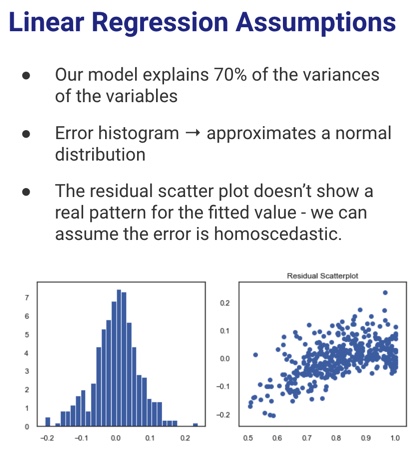 Linear Regression Assumptions
● Our model explains 70% of the variances
of the variables
● Error histogram → approximates a normal
distribution
● The residual scatter plot doesn't show a
real pattern for the fitted value - we can
assume the error is homoscedastic.
Residual Scatterplot
7
6
5
4
3
2
1
0
−0.2 −0.1 0.0 0.1 0.2
0.2
0.1
0.0
−0.1
−0.2
0.5 0.6 0.7 0.8 0.9 1.0